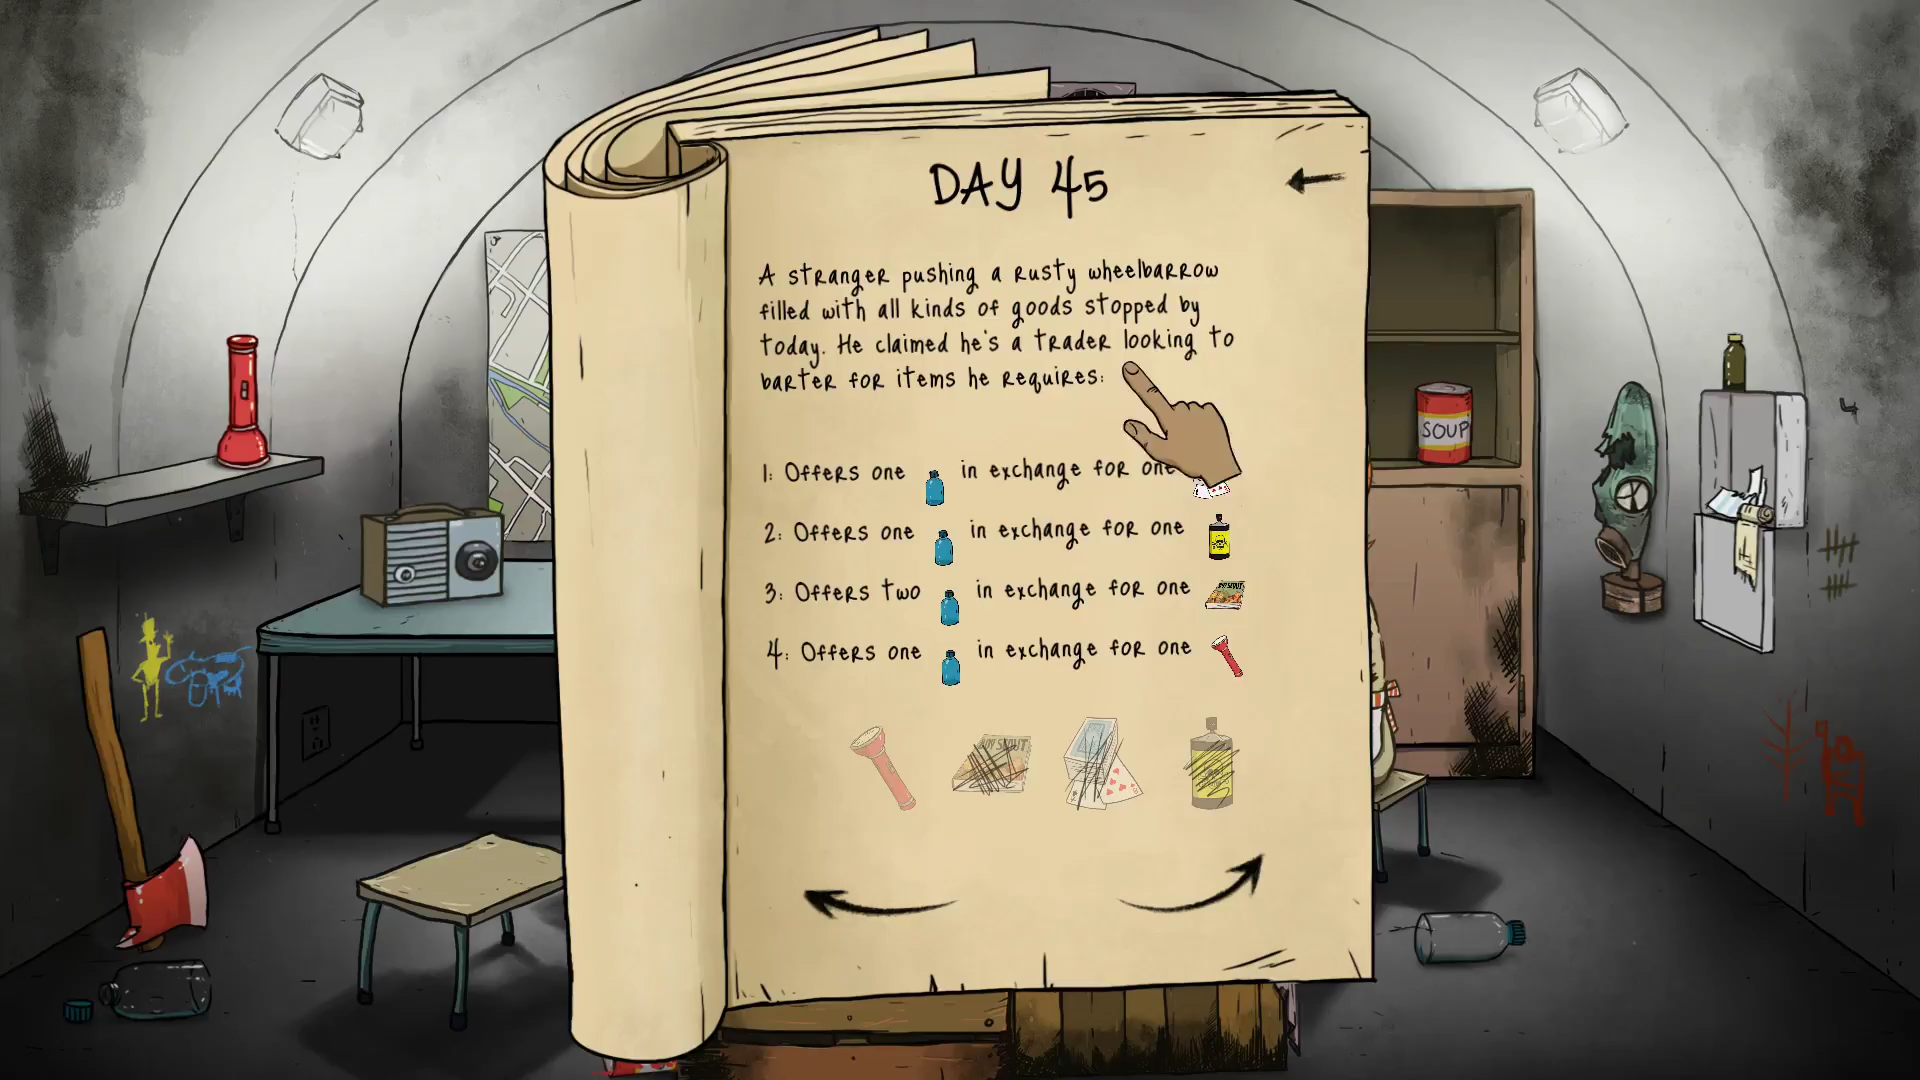 DAY 45
A stranger pushing a rusty wheelbarrow
filled with all kinds of goods stopped by
today. He claimed he's a trader looking to
barter for items he requires:
1: Offers one in exchange for one
2: Offers one in exchange for one
3: Offers two in exchange for one
4: Offers one in exchange for one
SOUP